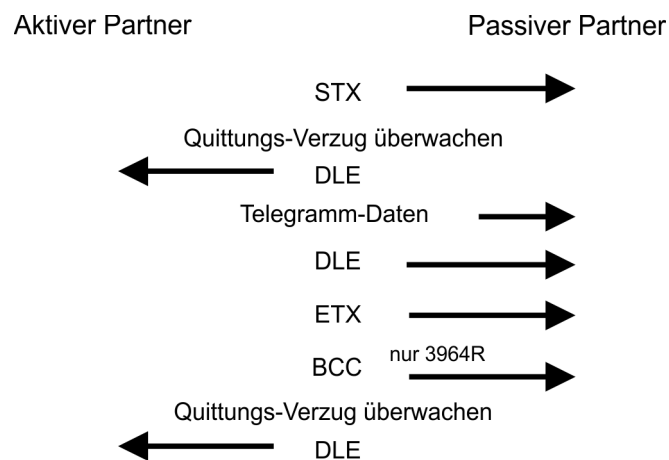 Aktiver Partner Passiver Partner
STX
Quittungs-Verzug überwachen
DLE
Telegramm-Daten
DLE
ETX
BCC nur 3964R
Quittungs-Verzug überwachen
DLE